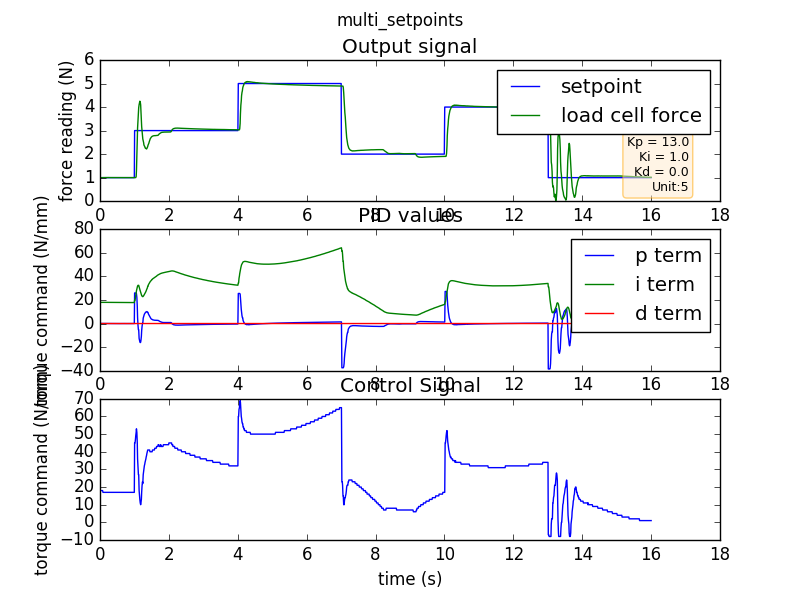 multi_setpoints
Output signal
force reading (N)
6
5
4
3
2
1
0
setpoint
load cell force
Kp = 13.0
Ki = 1.0
Kd = 0.0
Unit:5
0 2 4 6 8 10 12 14 16 18
PID values
torque command (N/mm)
80
60
40
20
0
−20
−40
p term
i term
d term
0 2 4 6 8 10 12 14 16 18
Control Signal
torque command (N/mm)
70
60
50
40
30
20
10
0
−10
0 2 4 6 8 10 12 14 16 18
time (s)